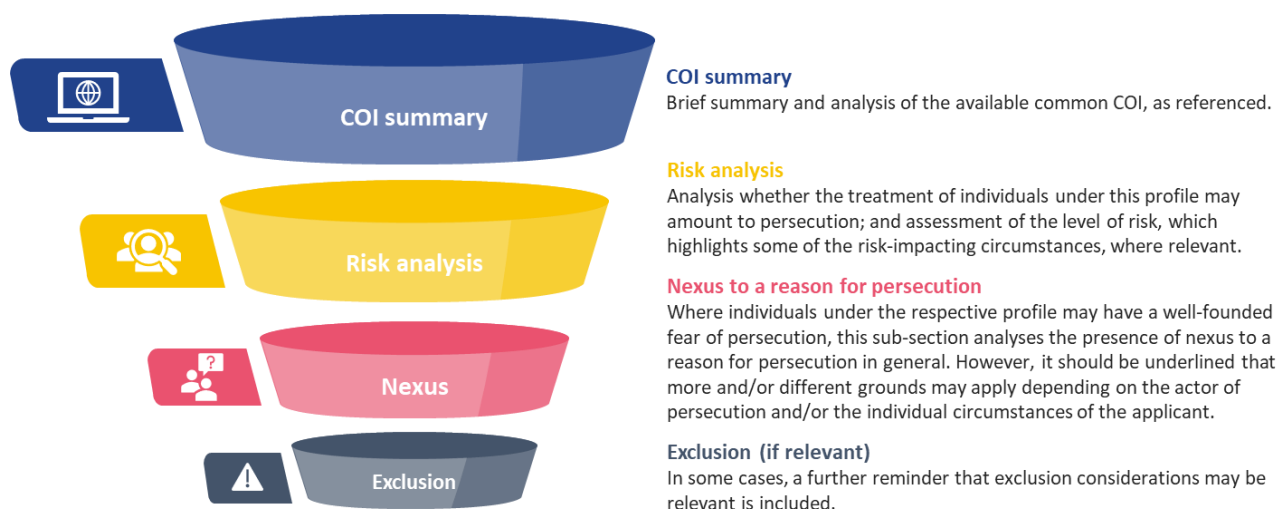 COI summary
Risk analysis
Nexus
?
Exclusion
COI summary
Brief summary and analysis of the available common COI, as referenced.
Risk analysis
Analysis whether the treatment of individuals under this profile may
amount to persecution; and assessment of the level of risk, which
highlights some of the risk-impacting circumstances, where relevant.
Nexus to a reason for persecution
Where individuals under the respective profile may have a well-founded
fear of persecution, this sub-section analyses the presence of nexus to a
reason for persecution in general. However, it should be underlined that
more and/or different grounds may apply depending on the actor of
persecution and/or the individual circumstances of the applicant.
Exclusion (if relevant)
In some cases, a further reminder that exclusion considerations may be
relevant is included.